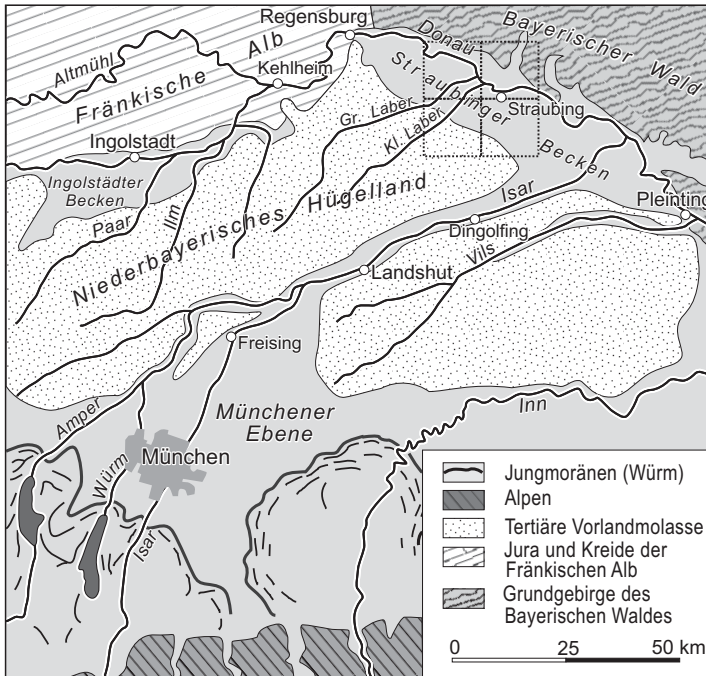 Regensburg
Donau
Bayerischer Wald
Altmühl
Fränkische Alb
Kehlheim
Straubinger Becken
Gr. Laber
Straubing
Kl. Laber
Ingolstadt
Ingolstädter
Becken
Paar
Ilm
Niederbayerisches Hügelland
Isar
Pleinting
Dingolfing
Vils
Landshut
Freising
Amper
Münchener
Ebene
Inn
Würm
München
Isar
Jungmoränen (Würm)
Alpen
Tertiäre Vorlandmolasse
Jura und Kreide der
Fränkischen Alb
Grundgebirge des
Bayerischen Waldes
0 25 50 km